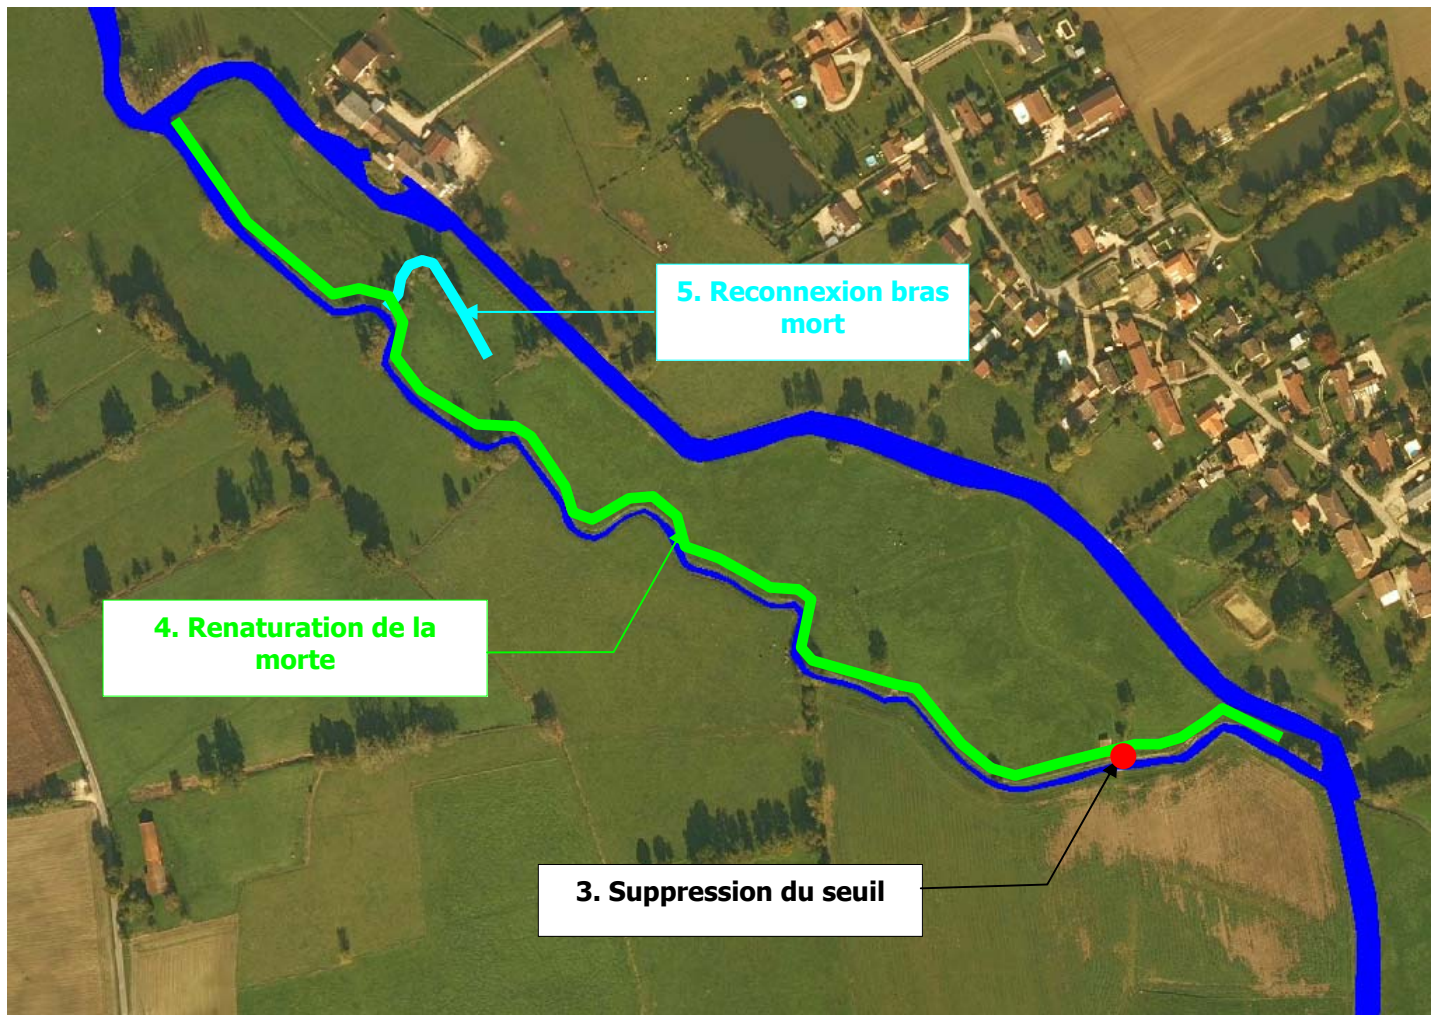 5. Reconnexion bras
mort
4. Renaturation de la
morte
3. Suppression du seuil